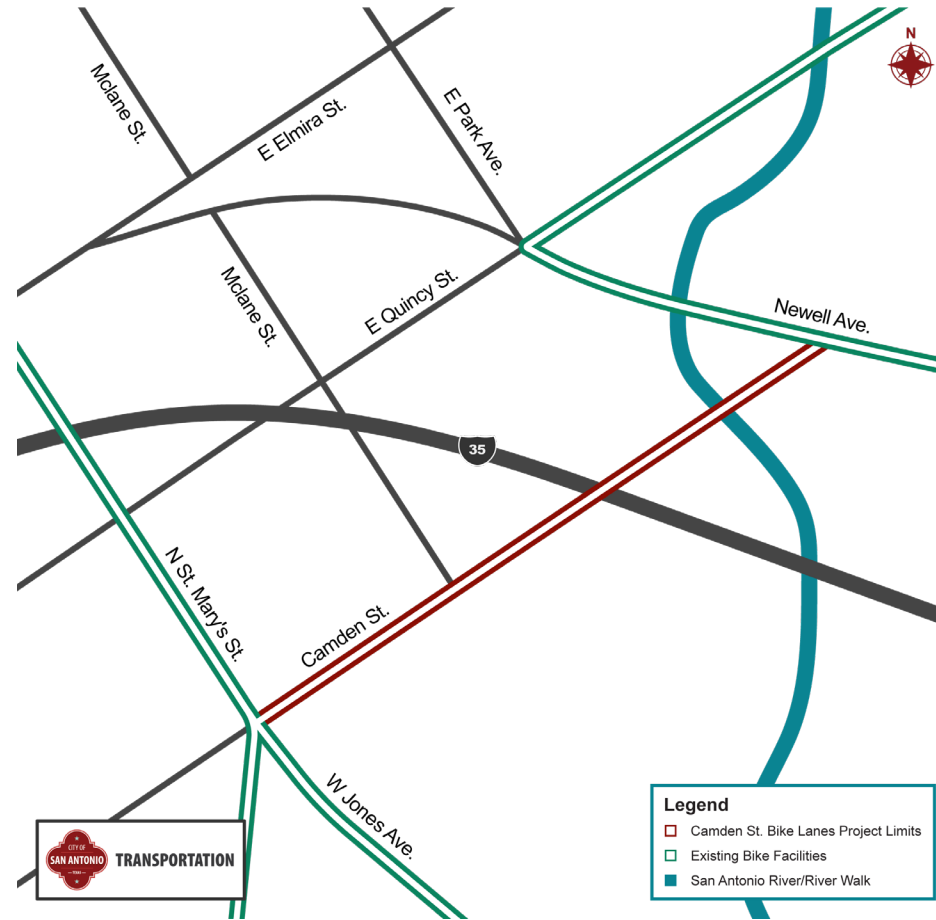 N
Mclane St.
E Elmira St.
E Park Ave.
Mclane St.
E Quincy St.
Newell Ave.
35
N St. Mary's St.
Camden St.
W Jones Ave.
CITY OF
SAN ANTONIO
TEXAS
TRANSPORTATION
Legend
Camden St. Bike Lanes Project Limits
Existing Bike Facilities
San Antonio River/River Walk